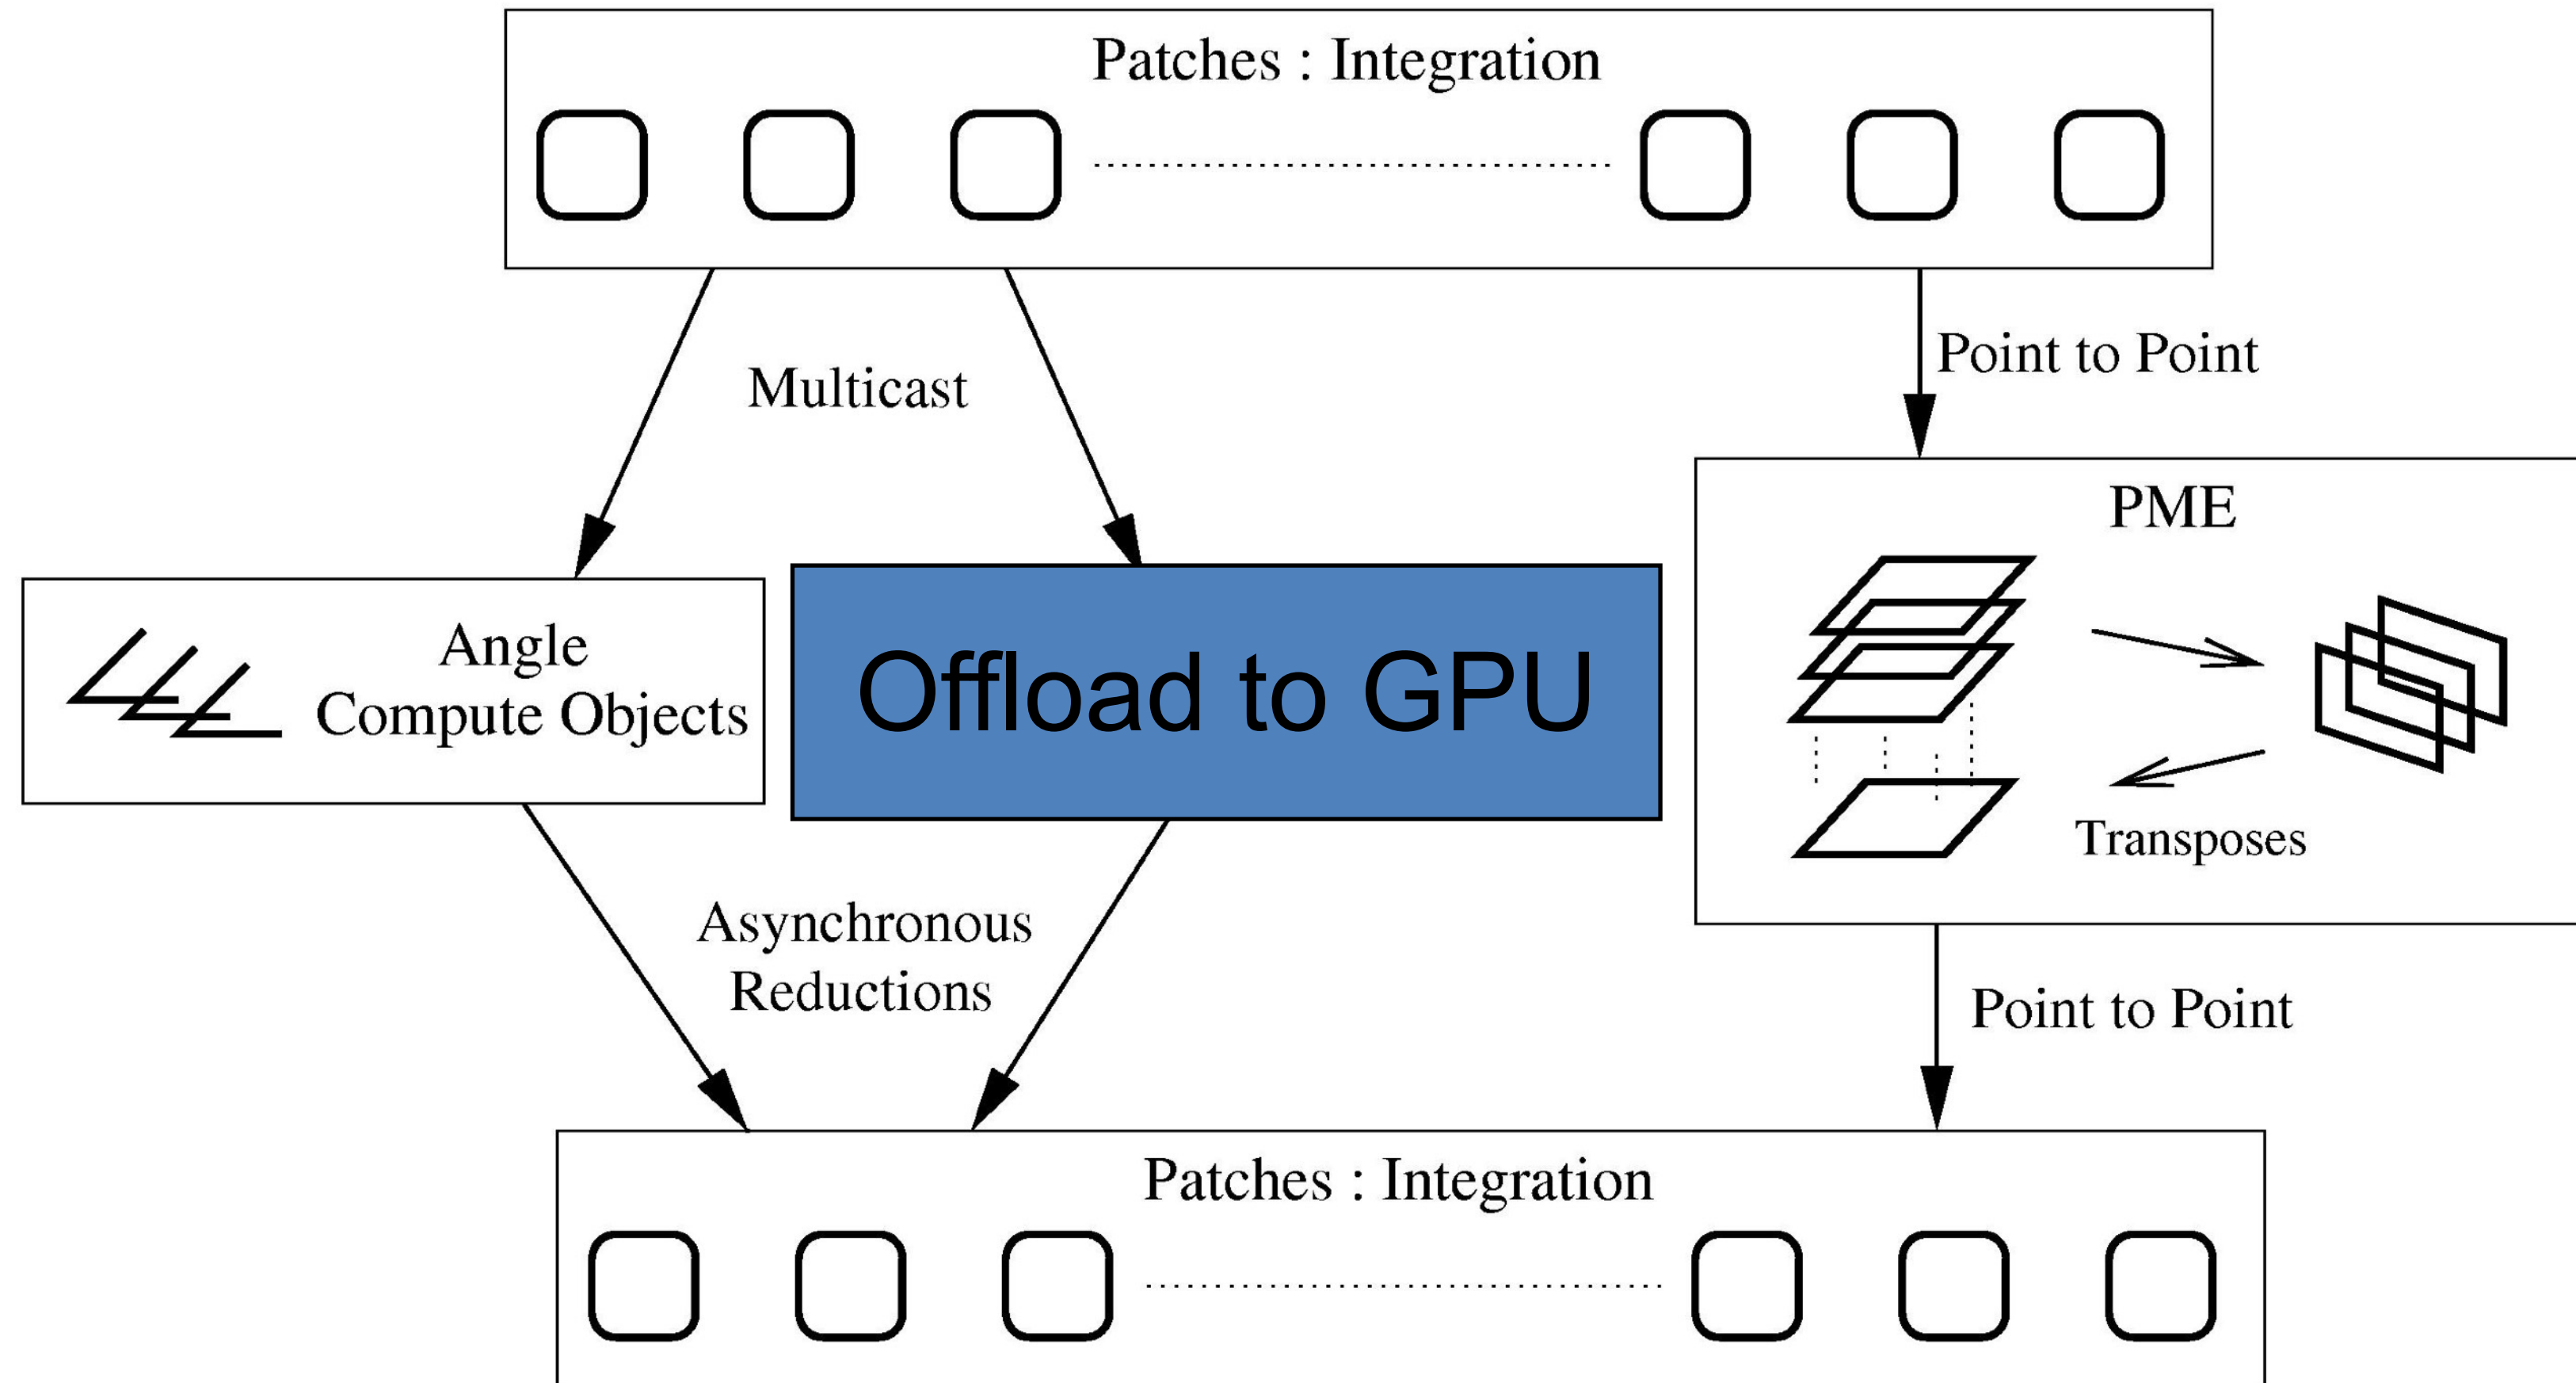 Patches : Integration
Multicast
Point to Point
PME
Angle
Compute Objects
Offload to GPU
Transposes
Asynchronous
Reductions
Point to Point
Patches : Integration